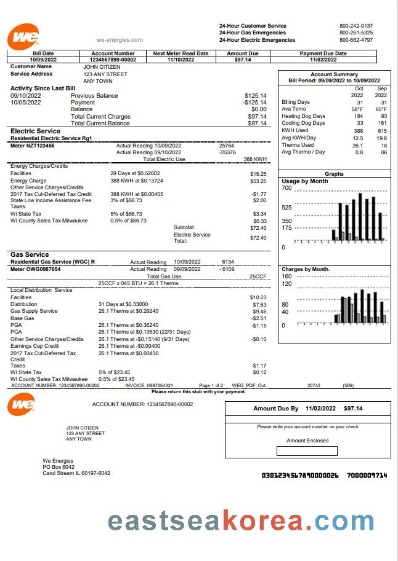 we
we-energies.com
24-Hour Customer Service 800-242-9137
24-Hour Gas Emergencies 800-261-5325
24-Hour Electric Emergencies 800-662-4797
Bill Date Account Number Next Meter Read Date Amount Due Payment Due Date
10/09/2022 1234567890-00002 11/10/2022 $97.14 11/02/2022
Customer Name JOHN CITIZEN
Service Address 123 ANY STREET
ANY TOWN
Account Summary
Bill Period: 09/09/2022 to 10/09/2022
Oct Sep
2022 2022
Billing Days 31 31
Ave Temp 58°F 65°F
Heating Deg Days 184 93
Cooling Deg Days 33 161
KWH Used 388 615
Avg KWH/Day 12.5 19.8
Therms Used 26.1 18
Avg Thermo / Day 0.8 06
Activity Since Last Bill
09/10/2022 Previous Balance $125.14
10/05/2022 Payment -$125.14
Balance $0.00
Total Current Charges $97.14
Total Current Balance $97.14
Electric Service
Residential Electric Service Rg1
Meter NZT123456 Actual Reading 10/09/2022 25764
Actual Reading 09/10/2022 -25376
Total Electric Use 388 KWH
Energy Charges/Credits
Facilities 29 Days at $0.52602 $15.25
Energy Charge 388 KWH at $0.13724 $53.25
Other Service Charges/Credits
2017 Tax Cut-Deferred Tax Credit 388 KWH at $0.00455 -$1.77
State Low Income Assistance Fee 3% of $66.73 $2.00
Taxes
WI State Tax 5% of $66.73 $3.34
WI County Sales Tax Milwaukee 0.5% of $66.73 $0.33
Subtotal: $72.40
Electric Service
Total: $72.40
Graphs
Usage by Month
700
525
350
175
0
Gas Service
Residential Gas Service (WGC) R Actual Reading 10/09/2022 6134
Meter OWG0987654 Actual Reading 09/09/2022 - 6109
Total Gas Use 25CCF
25CCF x 045 BTU = 26.1 Therms
Local Distribution Service
Facilities $10.23
Distribution 31 Days at $0.33000 $7.63
Gas Supply Service 26.1 Therms at $0.29240 $9.48
Base Gas -$2.51
PGA 26.1 Therms at $0.36240 -$1.15
PGA 26.1 Therms at $0.13630 (22/31 Days)
Other Service Charges/Credits 26.1 Therms at -$0.15140 (9/31 Days) -$0.10
Earnings Cap Credit 26.1 Therms at -$0.00400
2017 Tax Cut-Deferred Tax 26.1 Therms at $0.00430
Credit
Taxes $1.17
WI State Tax 5% of $23.45 $0.12
WI County Sales Tax Milwaukee 0.5% of $23.45
Charges by Month.
160
120
80
40
0
ACCOUNT NUMBER: 1234567890-00002 INVOICE 0987654321 Page 1 of 2 WEG_PDF_Out 20742 (509)
Please return this stub with your payment.
we
ACCOUNT NUMBER: 1234567890-00002
Amount Due By 11/02/2022 $97.14
JOHN CITIZEN
123 ANY STREET
ANY TOWN
Please write your account number on your check
Amount Enclosed
We Energies
PO Box 6042
Carol Stream IL 60197-6042
0301234567890000026 7000009714
eastseakorea.com